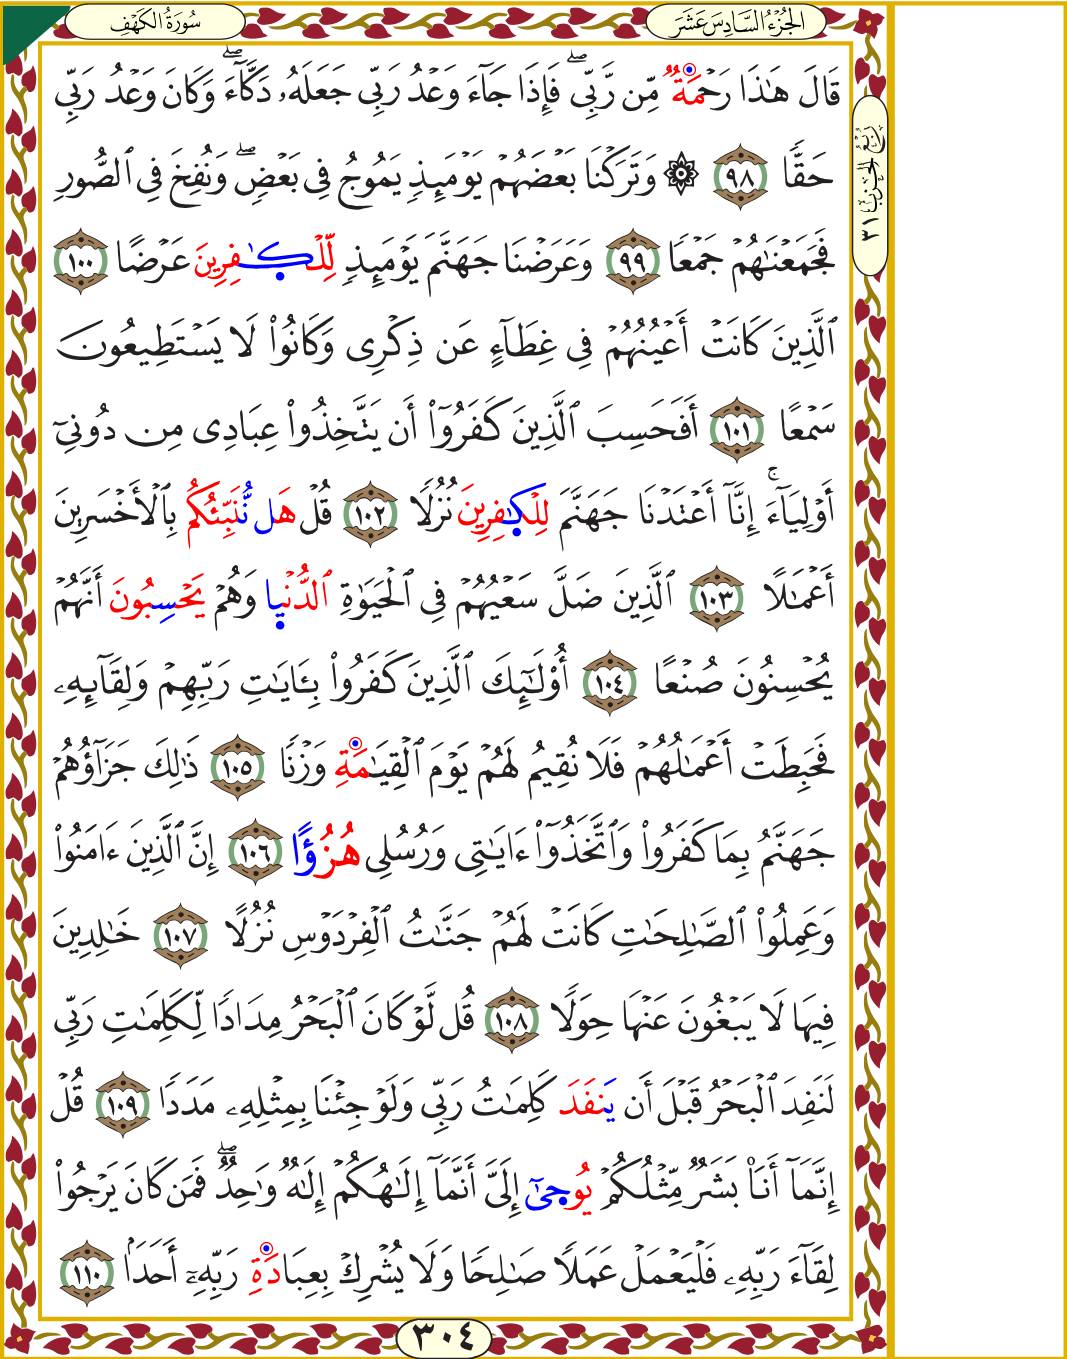 الجُزْءُ السَّادِسَ عَشَرَ
سُورَةُ الكَهْفِ
قَالَ هَٰذَا رَحْمَةٌ مِّن رَّبِّي ۖ فَإِذَا جَآءَ وَعْدُ رَبِّي جَعَلَهُۥ دَكَّآءَ ۖ وَكَانَ وَعْدُ رَبِّي
حَقًّا ٩٨ ۞ وَتَرَكْنَا بَعْضَهُمْ يَوْمَئِذٍ يَمُوجُ فِي بَعْضٍ ۖ وَنُفِخَ فِي ٱلصُّورِ
فَجَمَعْنَٰهُمْ جَمْعًا ٩٩ وَعَرَضْنَا جَهَنَّمَ يَوْمَئِذٍ لِّلْكَٰفِرِينَ عَرْضًا ١٠٠
ٱلَّذِينَ كَانَتْ أَعْيُنُهُمْ فِي غِطَآءٍ عَن ذِكْرِي وَكَانُوا۟ لَا يَسْتَطِيعُونَ
سَمْعًا ١٠١ أَفَحَسِبَ ٱلَّذِينَ كَفَرُوٓا۟ أَن يَتَّخِذُوا۟ عِبَادِي مِن دُونِيٓ
أَوْلِيَآءَ ۚ إِنَّآ أَعْتَدْنَا جَهَنَّمَ لِلْكَٰفِرِينَ نُزُلًا ١٠٢ قُلْ هَل نُّنَبِّئُكُم بِٱلْأَخْسَرِينَ
أَعْمَٰلًا ١٠٣ ٱلَّذِينَ ضَلَّ سَعْيُهُمْ فِي ٱلْحَيَوٰةِ ٱلدُّنْيِا وَهُمْ يَحْسِبُونَ أَنَّهُمْ
يُحْسِنُونَ صُنْعًا ١٠٤ أُو۟لَٰٓئِكَ ٱلَّذِينَ كَفَرُوا۟ بِـَٔايَٰتِ رَبِّهِمْ وَلِقَآئِهِۦ
فَحَبِطَتْ أَعْمَٰلُهُمْ فَلَا نُقِيمُ لَهُمْ يَوْمَ ٱلْقِيَٰمَةِ وَزْنًا ١٠٥ ذَٰلِكَ جَزَآؤُهُمْ
جَهَنَّمُ بِمَا كَفَرُوا۟ وَٱتَّخَذُوٓا۟ ءَايَٰتِي وَرُسُلِي هُزُؤًا ١٠٦ إِنَّ ٱلَّذِينَ ءَامَنُوا۟
وَعَمِلُوا۟ ٱلصَّٰلِحَٰتِ كَانَتْ لَهُمْ جَنَّٰتُ ٱلْفِرْدَوْسِ نُزُلًا ١٠٧ خَٰلِدِينَ
فِيهَا لَا يَبْغُونَ عَنْهَا حِوَلًا ١٠٨ قُل لَّوْ كَانَ ٱلْبَحْرُ مِدَادًا لِّكَلِمَٰتِ رَبِّي
لَنَفِدَ ٱلْبَحْرُ قَبْلَ أَن يَنفَدَ كَلِمَٰتُ رَبِّي وَلَوْ جِئْنَا بِمِثْلِهِۦ مَدَدًا ١٠٩ قُلْ
إِنَّمَآ أَنَا۠ بَشَرٌ مِّثْلُكُمْ يُوحِىٰٓ إِلَيَّ أَنَّمَآ إِلَٰهُكُمْ إِلَٰهٌ وَٰحِدٌ ۖ فَمَن كَانَ يَرْجُوا۟
لِقَآءَ رَبِّهِۦ فَلْيَعْمَلْ عَمَلًا صَٰلِحًا وَلَا يُشْرِكْ بِعِبَادَةِ رَبِّهِۦٓ أَحَدًۢا ١١٠
رُبْعُ الحِزْبِ ٣١
٣٠٤